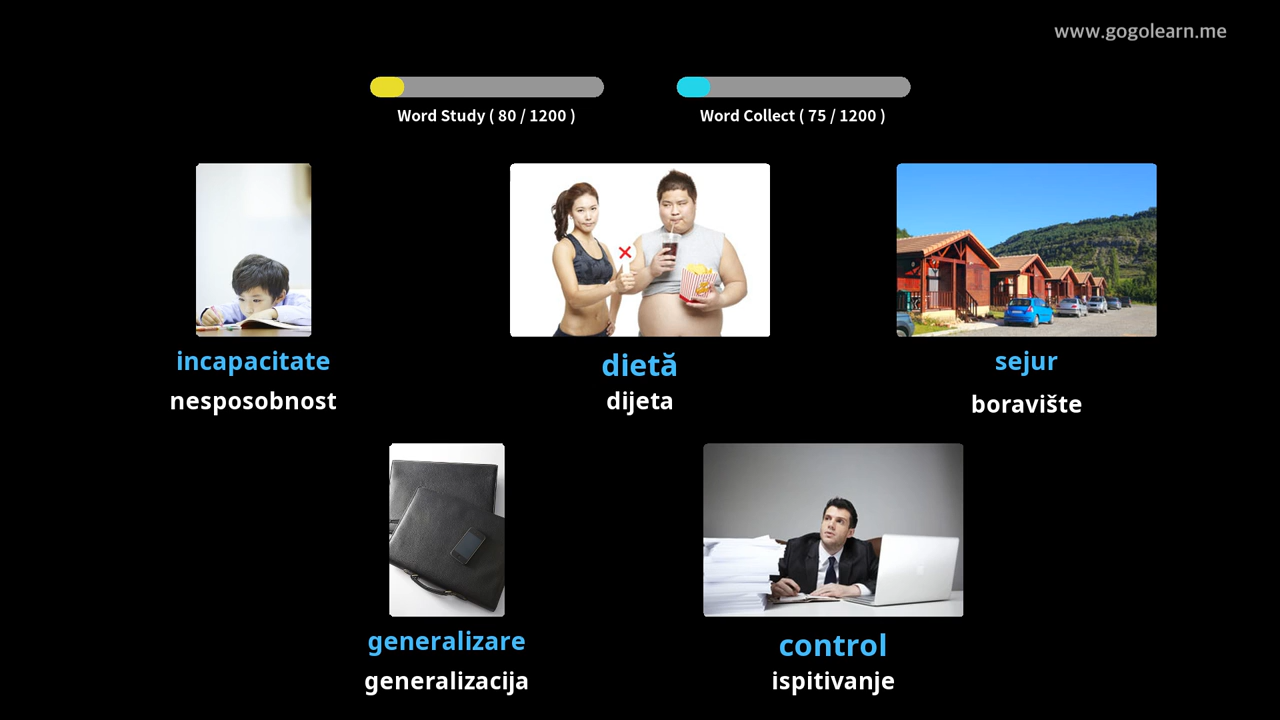 www.gogolearn.me
Word Study ( 80 / 1200 )
Word Collect ( 75 / 1200 )
incapacitate
nesposobnost
dietă
dijeta
sejur
boravište
generalizare
generalizacija
control
ispitivanje